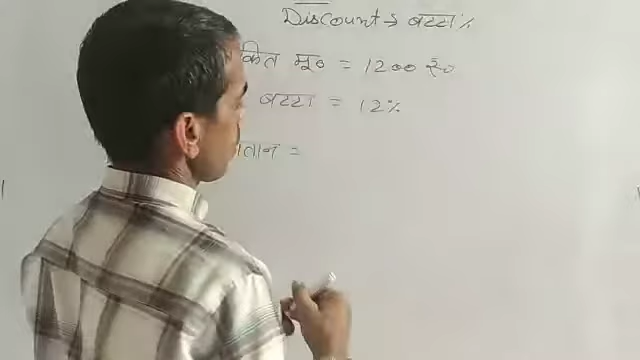 Discount → बट्टा %
कित मू० = 1200 रू०
बट्टा = 12%
तान =